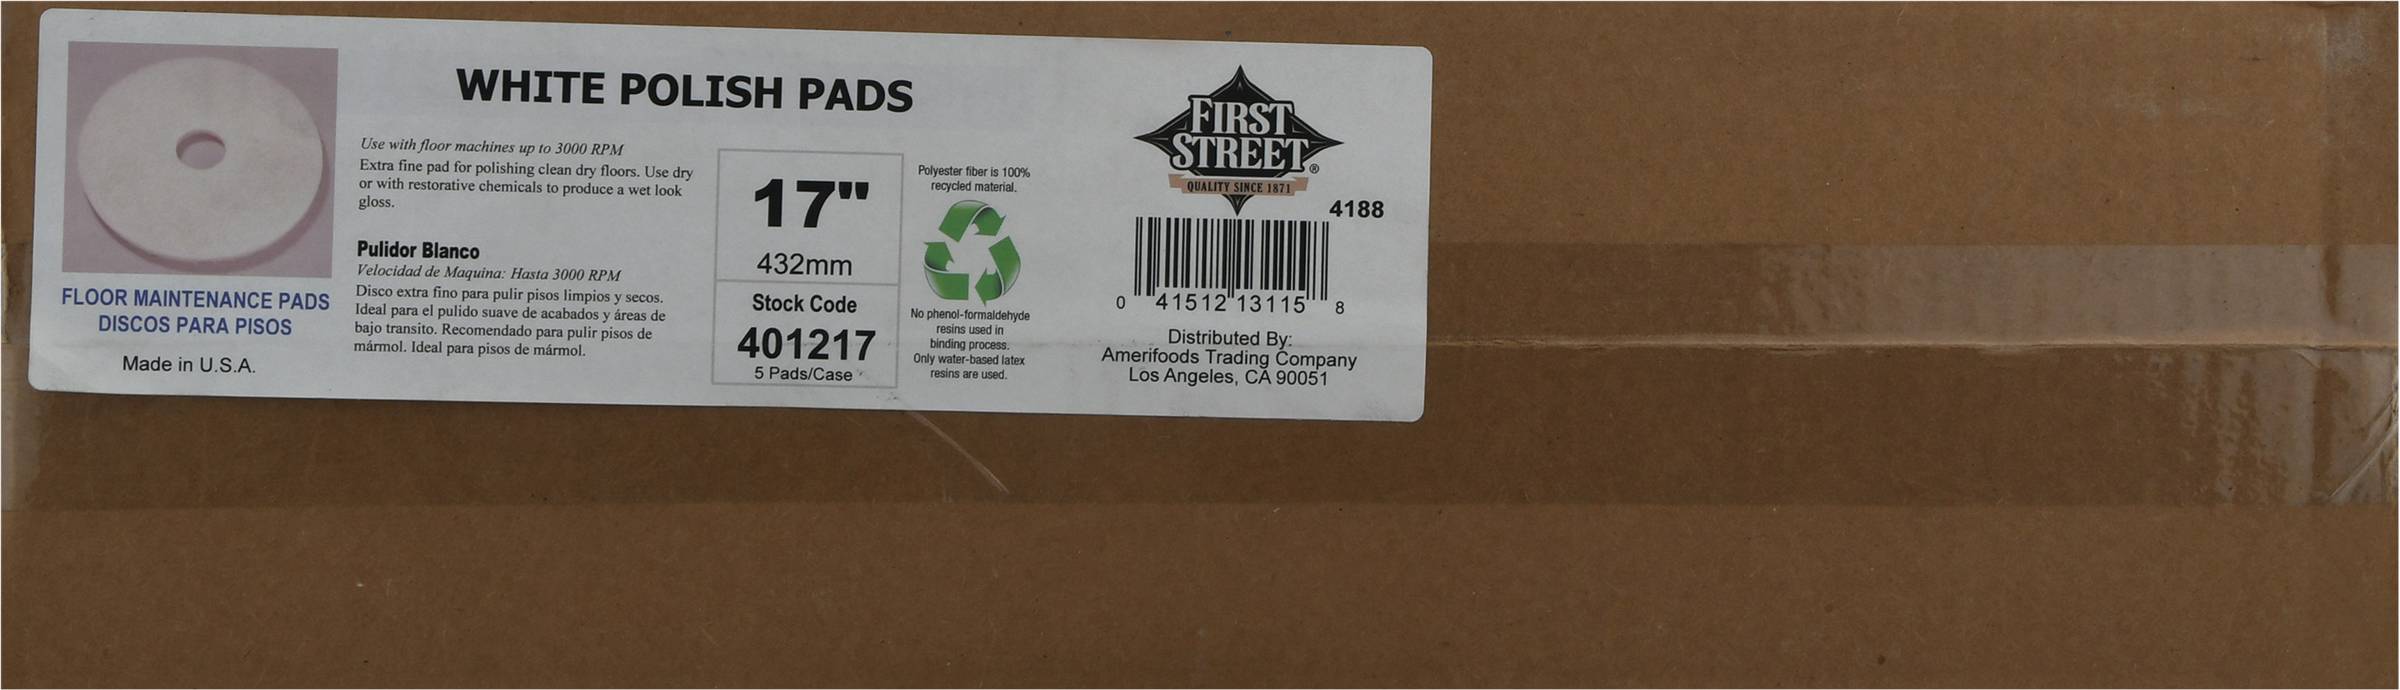 WHITE POLISH PADS
FLOOR MAINTENANCE PADS
DISCOS PARA PISOS
Made in U.S.A.
Use with floor machines up to 3000 RPM
Extra fine pad for polishing clean dry floors. Use dry
or with restorative chemicals to produce a wet look
gloss.
Pulidor Blanco
Velocidad de Maquina: Hasta 3000 RPM
Disco extra fino para pulir pisos limpios y secos.
Ideal para el pulido suave de acabados y áreas de
bajo transito. Recomendado para pulir pisos de
mármol. Ideal para pisos de mármol.
17"
432mm
Stock Code
401217
5 Pads/Case
Polyester fiber is 100%
recycled material.
No phenol-formaldehyde
resins used in
binding process.
Only water-based latex
resins are used.
FIRST
STREET®
QUALITY SINCE 1871
4188
0 41512 13115 8
Distributed By:
Amerifoods Trading Company
Los Angeles, CA 90051